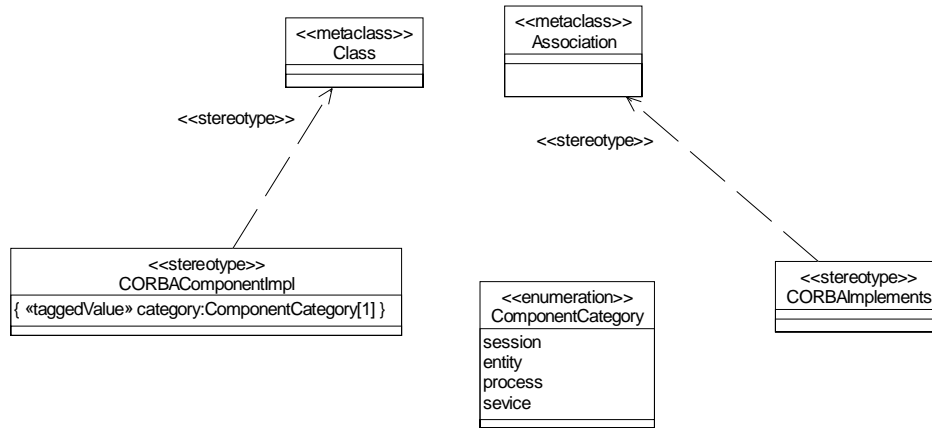 <<metaclass>>
Class
<<metaclass>>
Association
<<stereotype>>
<<stereotype>>
<<stereotype>>
CORBAComponentImpl
{ «taggedValue» category:ComponentCategory[1] }
<<enumeration>>
ComponentCategory
session
entity
process
sevice
<<stereotype>>
CORBAImplements